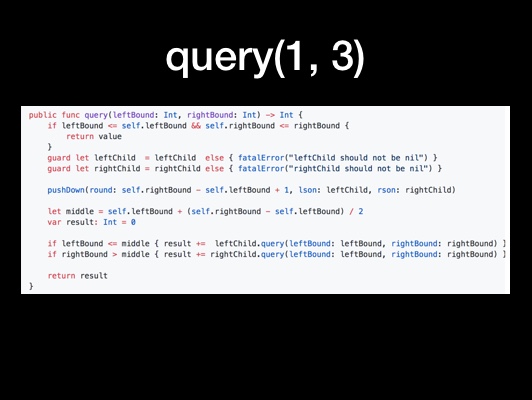 query(1, 3)
public func query(leftBound: Int, rightBound: Int) -> Int {
    if leftBound <= self.leftBound && self.rightBound <= rightBound {
        return value
    }
    guard let leftChild  = leftChild  else { fatalError("leftChild should not be nil") }
    guard let rightChild = rightChild else { fatalError("rightChild should not be nil") }
    pushDown(round: self.rightBound - self.leftBound + 1, lson: leftChild, rson: rightChild)
    let middle = self.leftBound + (self.rightBound - self.leftBound) / 2
    var result: Int = 0
    if leftBound <= middle { result +=  leftChild.query(leftBound: leftBound, rightBound: rightBound) }
    if rightBound > middle { result += rightChild.query(leftBound: leftBound, rightBound: rightBound) }
    return result
}